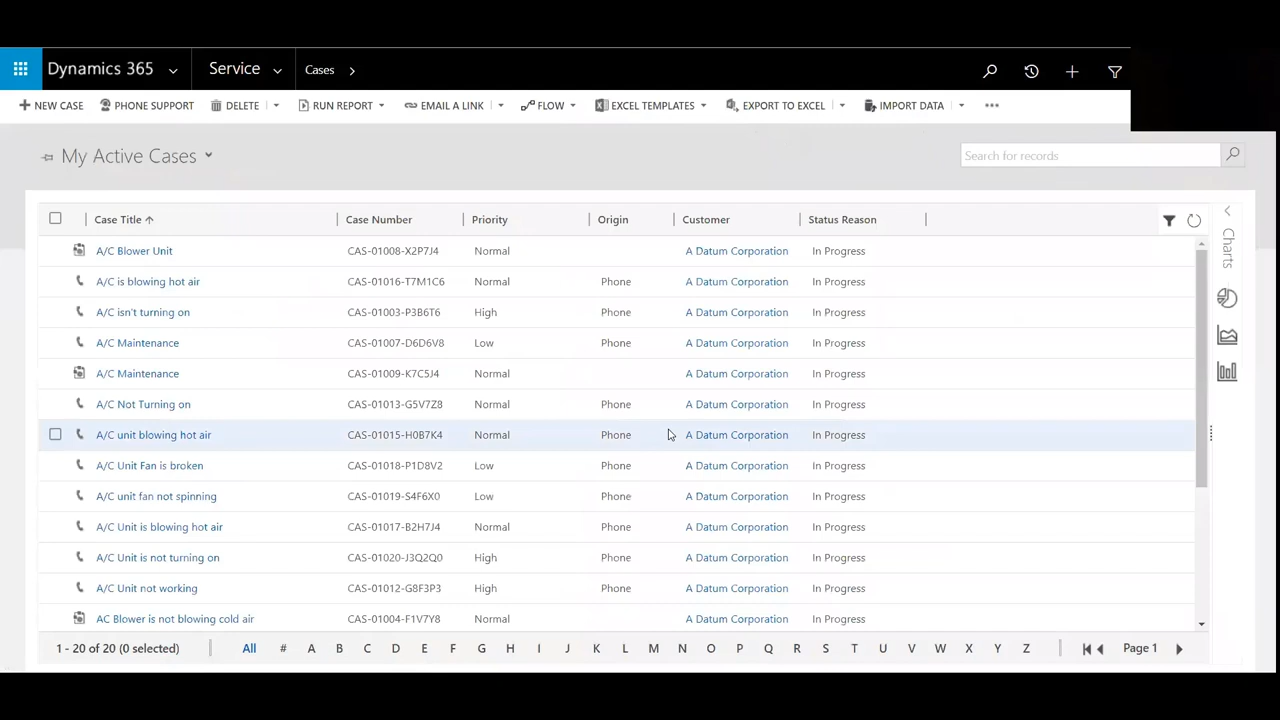 Dynamics 365 Service Cases
NEW CASE PHONE SUPPORT DELETE RUN REPORT EMAIL A LINK FLOW EXCEL TEMPLATES EXPORT TO EXCEL IMPORT DATA
My Active Cases Search for records
Case Title Case Number Priority Origin Customer Status Reason
A/C Blower Unit CAS-01008-X2P7J4 Normal A Datum Corporation In Progress
A/C is blowing hot air CAS-01016-T7M1C6 Normal Phone A Datum Corporation In Progress
A/C isn't turning on CAS-01003-P3B6T6 High Phone A Datum Corporation In Progress
A/C Maintenance CAS-01007-D6D6V8 Low Phone A Datum Corporation In Progress
A/C Maintenance CAS-01009-K7C5J4 Normal A Datum Corporation In Progress
A/C Not Turning on CAS-01013-G5V7Z8 Normal Phone A Datum Corporation In Progress
A/C unit blowing hot air CAS-01015-H0B7K4 Normal Phone A Datum Corporation In Progress
A/C Unit Fan is broken CAS-01018-P1D8V2 Low Phone A Datum Corporation In Progress
A/C unit fan not spinning CAS-01019-S4F6X0 Low Phone A Datum Corporation In Progress
A/C Unit is blowing hot air CAS-01017-B2H7J4 Normal Phone A Datum Corporation In Progress
A/C Unit is not turning on CAS-01020-J3Q2Q0 High Phone A Datum Corporation In Progress
A/C Unit not working CAS-01012-G8F3P3 High Phone A Datum Corporation In Progress
AC Blower is not blowing cold air CAS-01004-F1V7Y8 Normal A Datum Corporation In Progress
1 - 20 of 20 (0 selected) All # A B C D E F G H I J K L M N O P Q R S T U V W X Y Z Page 1
Charts